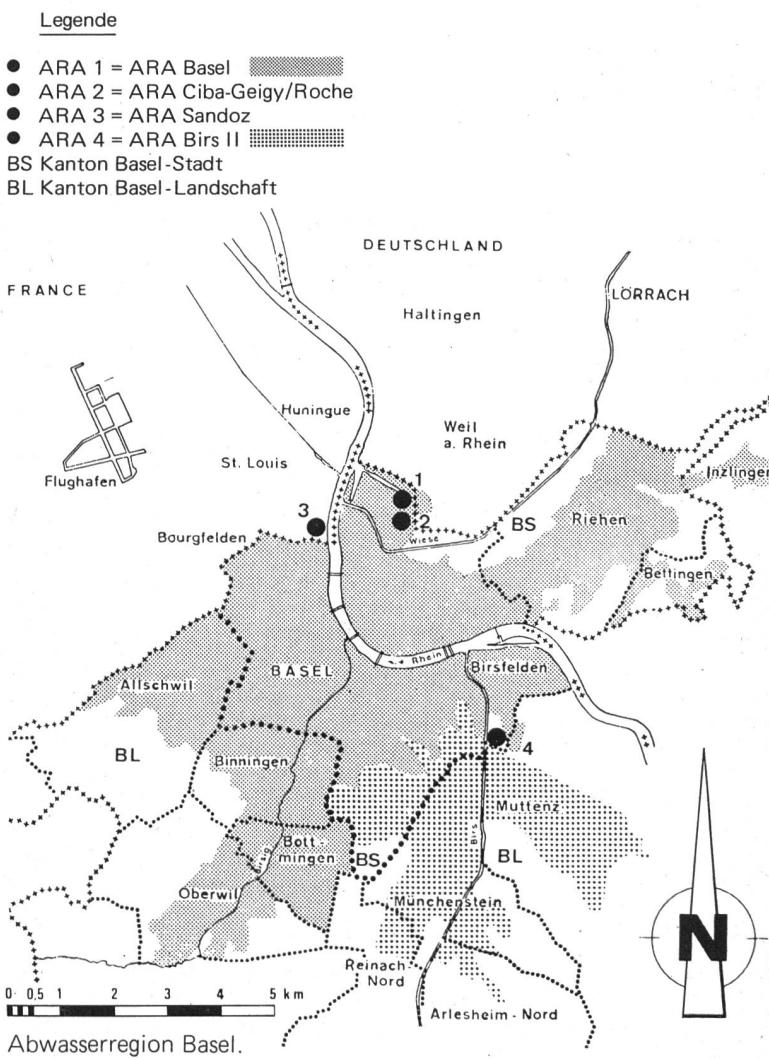 Legende
ARA 1 = ARA Basel
ARA 2 = ARA Ciba-Geigy/Roche
ARA 3 = ARA Sandoz
ARA 4 = ARA Birs II
BS Kanton Basel-Stadt
BL Kanton Basel-Landschaft
DEUTSCHLAND
FRANCE
LÖRRACH
Haltingen
Huningue
Weil
a. Rhein
St. Louis
Inzlingen
Flughafen
1
2
3
BS
Riehen
Bourgfelden
Wiese
Bettingen
Rhein
Birsfelden
BASEL
Allschwil
4
BL
Binningen
Muttenz
Birs
Bott-
mingen
BS
BL
Birsig
Oberwil
Münchenstein
N
Reinach-
Nord
0 0,5 1 2 3 4 5 km
Arlesheim-Nord
Abwasserregion Basel.